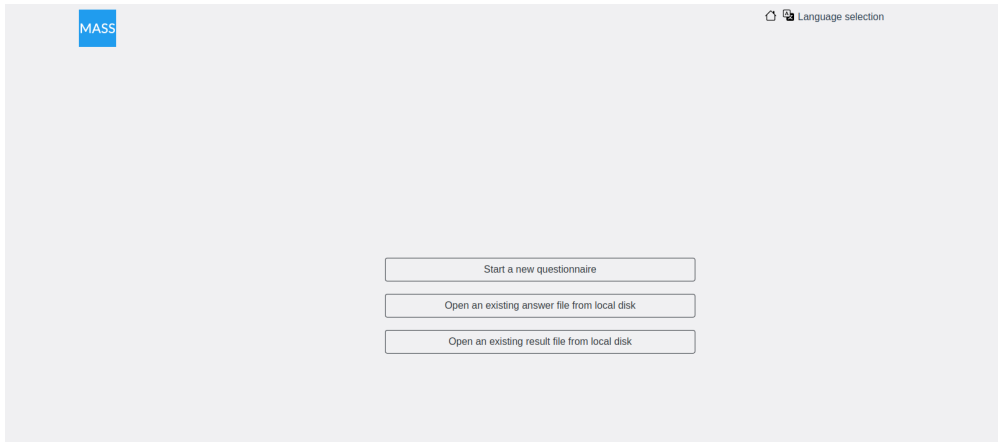 MASS
Language selection
Start a new questionnaire
Open an existing answer file from local disk
Open an existing result file from local disk